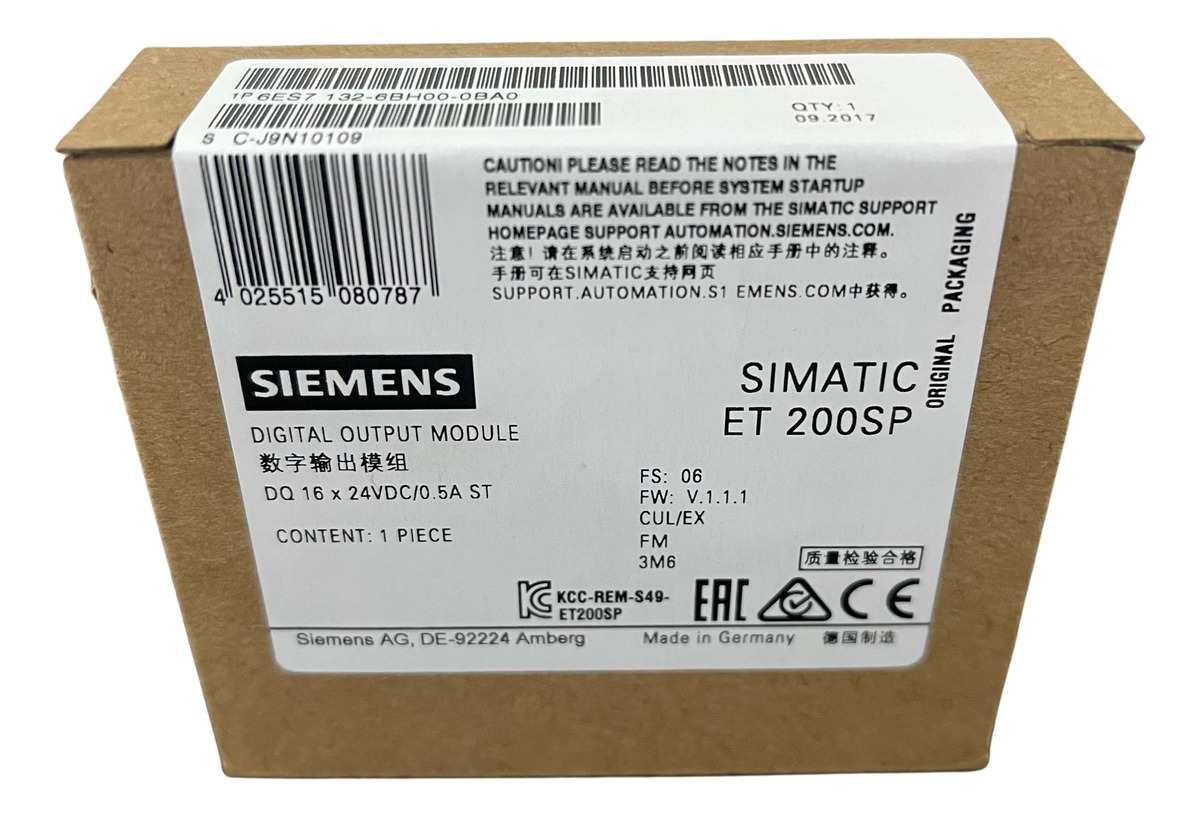 1P 6ES7 132-6BH00-0BA0
QTY: 1
09.2017
S C-J9N10109
4 025515 080787
CAUTION! PLEASE READ THE NOTES IN THE
RELEVANT MANUAL BEFORE SYSTEM STARTUP
MANUALS ARE AVAILABLE FROM THE SIMATIC SUPPORT
HOMEPAGE SUPPORT AUTOMATION.SIEMENS.COM.
注意！请在系统启动之前阅读相应手册中的注释。
手册可在SIMATIC支持网页
SUPPORT.AUTOMATION.S1 EMENS.COM中获得。
ORIGINAL PACKAGING
SIEMENS
SIMATIC
ET 200SP
DIGITAL OUTPUT MODULE
数字输出模组
DQ 16 x 24VDC/0.5A ST
CONTENT: 1 PIECE
FS: 06
FW: V.1.1.1
CUL/EX
FM
3M6
质量检验合格
KCC-REM-S49-
ET200SP
EAC
CE
Siemens AG, DE-92224 Amberg
Made in Germany 德国制造